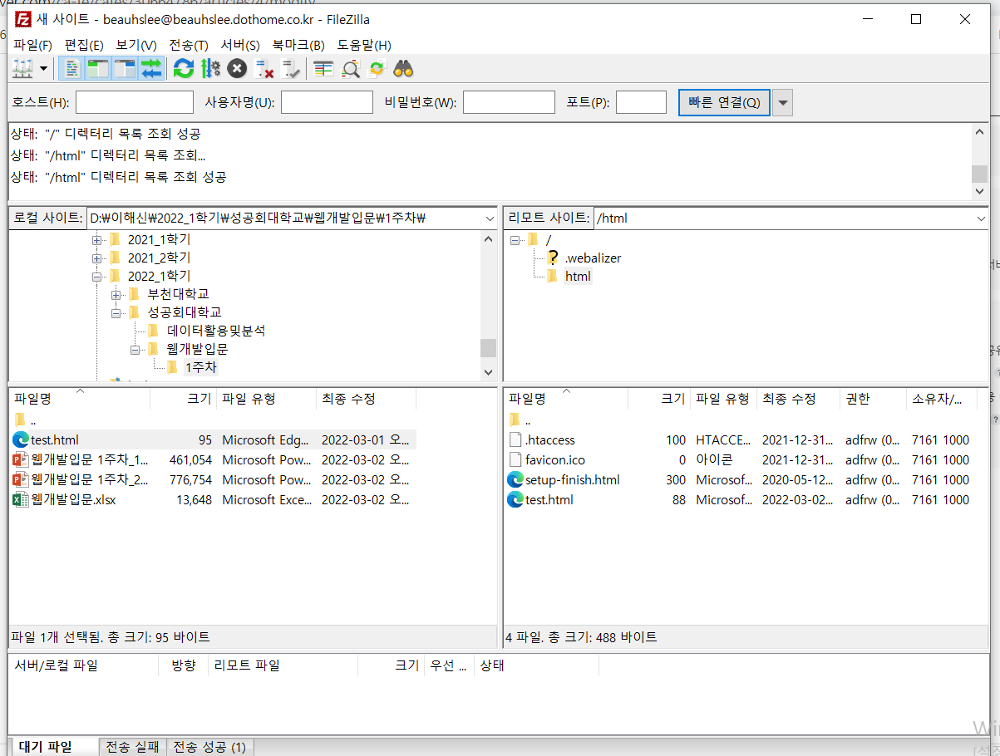 새 사이트 - beauhslee@beauhslee.dothome.co.kr - FileZilla
파일(F) 편집(E) 보기(V) 전송(T) 서버(S) 북마크(B) 도움말(H)
호스트(H): 사용자명(U): 비밀번호(W): 포트(P): 빠른 연결(Q)
상태: "/" 디렉터리 목록 조회 성공
상태: "/html" 디렉터리 목록 조회...
상태: "/html" 디렉터리 목록 조회 성공
로컬 사이트: D:₩이해신₩2022_1학기₩성공회대학교₩웹개발입문₩1주차₩
2021_1학기
2021_2학기
2022_1학기
부천대학교
성공회대학교
데이터활용및분석
웹개발입문
1주차
리모트 사이트: /html
/
.webalizer
html
파일명 크기 파일 유형 최종 수정
..
test.html 95 Microsoft Edg... 2022-03-01 오...
웹개발입문 1주차_1... 461,054 Microsoft Pow... 2022-03-02 오...
웹개발입문 1주차_2... 776,754 Microsoft Pow... 2022-03-02 오...
웹개발입문.xlsx 13,648 Microsoft Exce... 2022-03-02 오...
파일 1개 선택됨. 총 크기: 95 바이트
파일명 크기 파일 유형 최종 수정 권한 소유자/...
..
.htaccess 100 HTACCE... 2021-12-31... adfrw (0... 7161 1000
favicon.ico 0 아이콘 2021-12-31... adfrw (0... 7161 1000
setup-finish.html 300 Microsof... 2020-05-12... adfrw (0... 7161 1000
test.html 88 Microsof... 2022-03-02... adfrw (0... 7161 1000
4 파일. 총 크기: 488 바이트
서버/로컬 파일 방향 리모트 파일 크기 우선 ... 상태
대기 파일 전송 실패 전송 성공 (1)